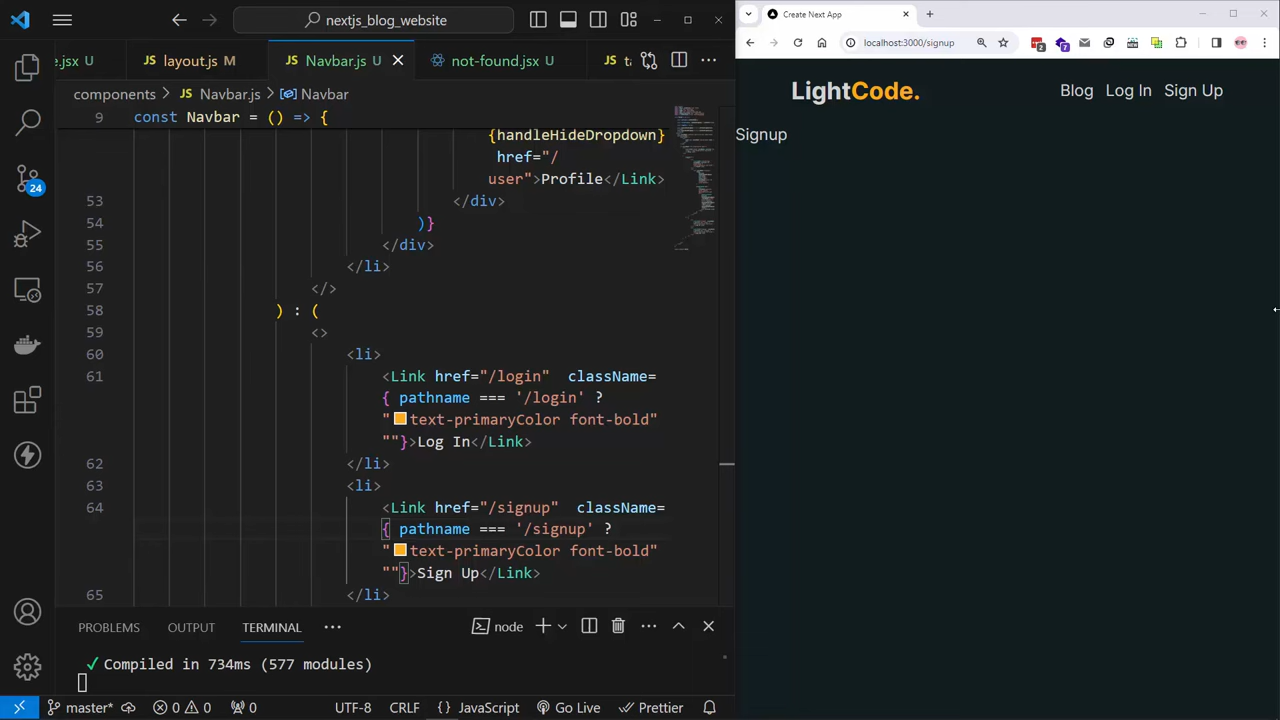 nextjs_blog_website
Create Next App
e.jsx U
layout.js M
Navbar.js U
not-found.jsx U
localhost:3000/signup
2
7
components > Navbar.js > Navbar
9 const Navbar = () => {
LightCode.
Blog Log In Sign Up
{handleHideDropdown}
Signup
href="/
user">Profile</Link>
24
53 </div>
54 )}
55 </div>
56 </li>
57 </>
58 ) : (
59 <>
60 <li>
61 <Link href="/login" className=
{ pathname === '/login' ?
"text-primaryColor font-bold"
""}>Log In</Link>
62 </li>
63 <li>
64 <Link href="/signup" className=
{ pathname === '/signup' ?
"text-primaryColor font-bold"
""}>Sign Up</Link>
65 </li>
PROBLEMS OUTPUT TERMINAL node
✓ Compiled in 734ms (577 modules)
master* 0 0 0 UTF-8 CRLF {} JavaScript Go Live Prettier